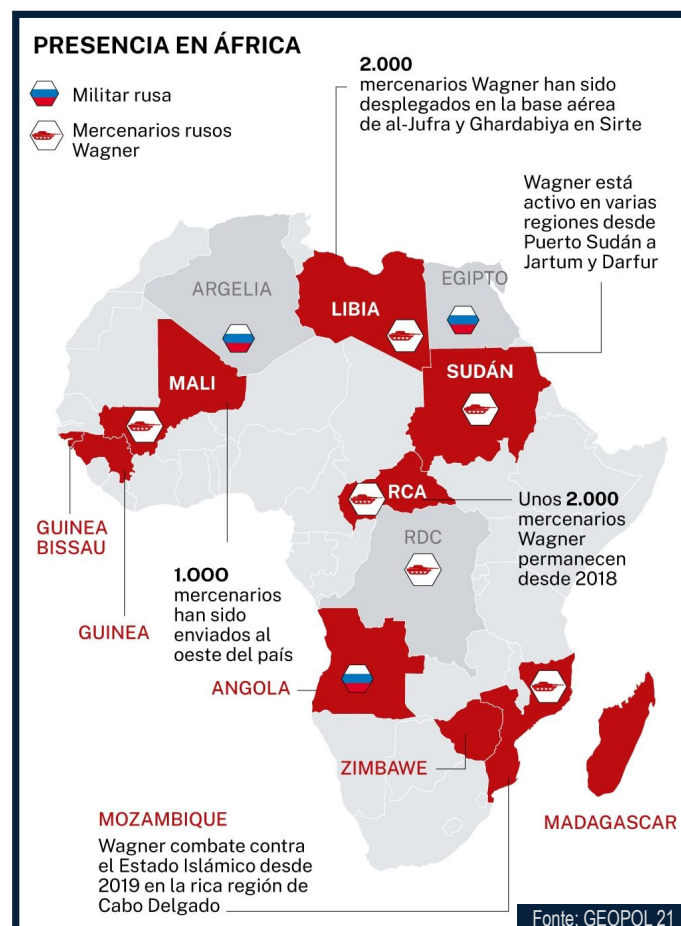 PRESENCIA EN ÁFRICA
Militar rusa
Mercenarios rusos
Wagner
2.000
mercenarios Wagner han sido
desplegados en la base aérea
de al-Jufra y Ghardabiya en Sirte
Wagner está
activo en varias
regiones desde
Puerto Sudán a
Jartum y Darfur
ARGELIA
LIBIA
EGIPTO
MALI
SUDÁN
RCA
RDC
Unos 2.000
mercenarios
Wagner
permanecen
desde 2018
GUINEA
BISSAU
GUINEA
1.000
mercenarios
han sido
enviados al
oeste del país
ANGOLA
ZIMBAWE
MADAGASCAR
MOZAMBIQUE
Wagner combate contra
el Estado Islámico desde
2019 en la rica región de
Cabo Delgado
Fonte: GEOPOL 21